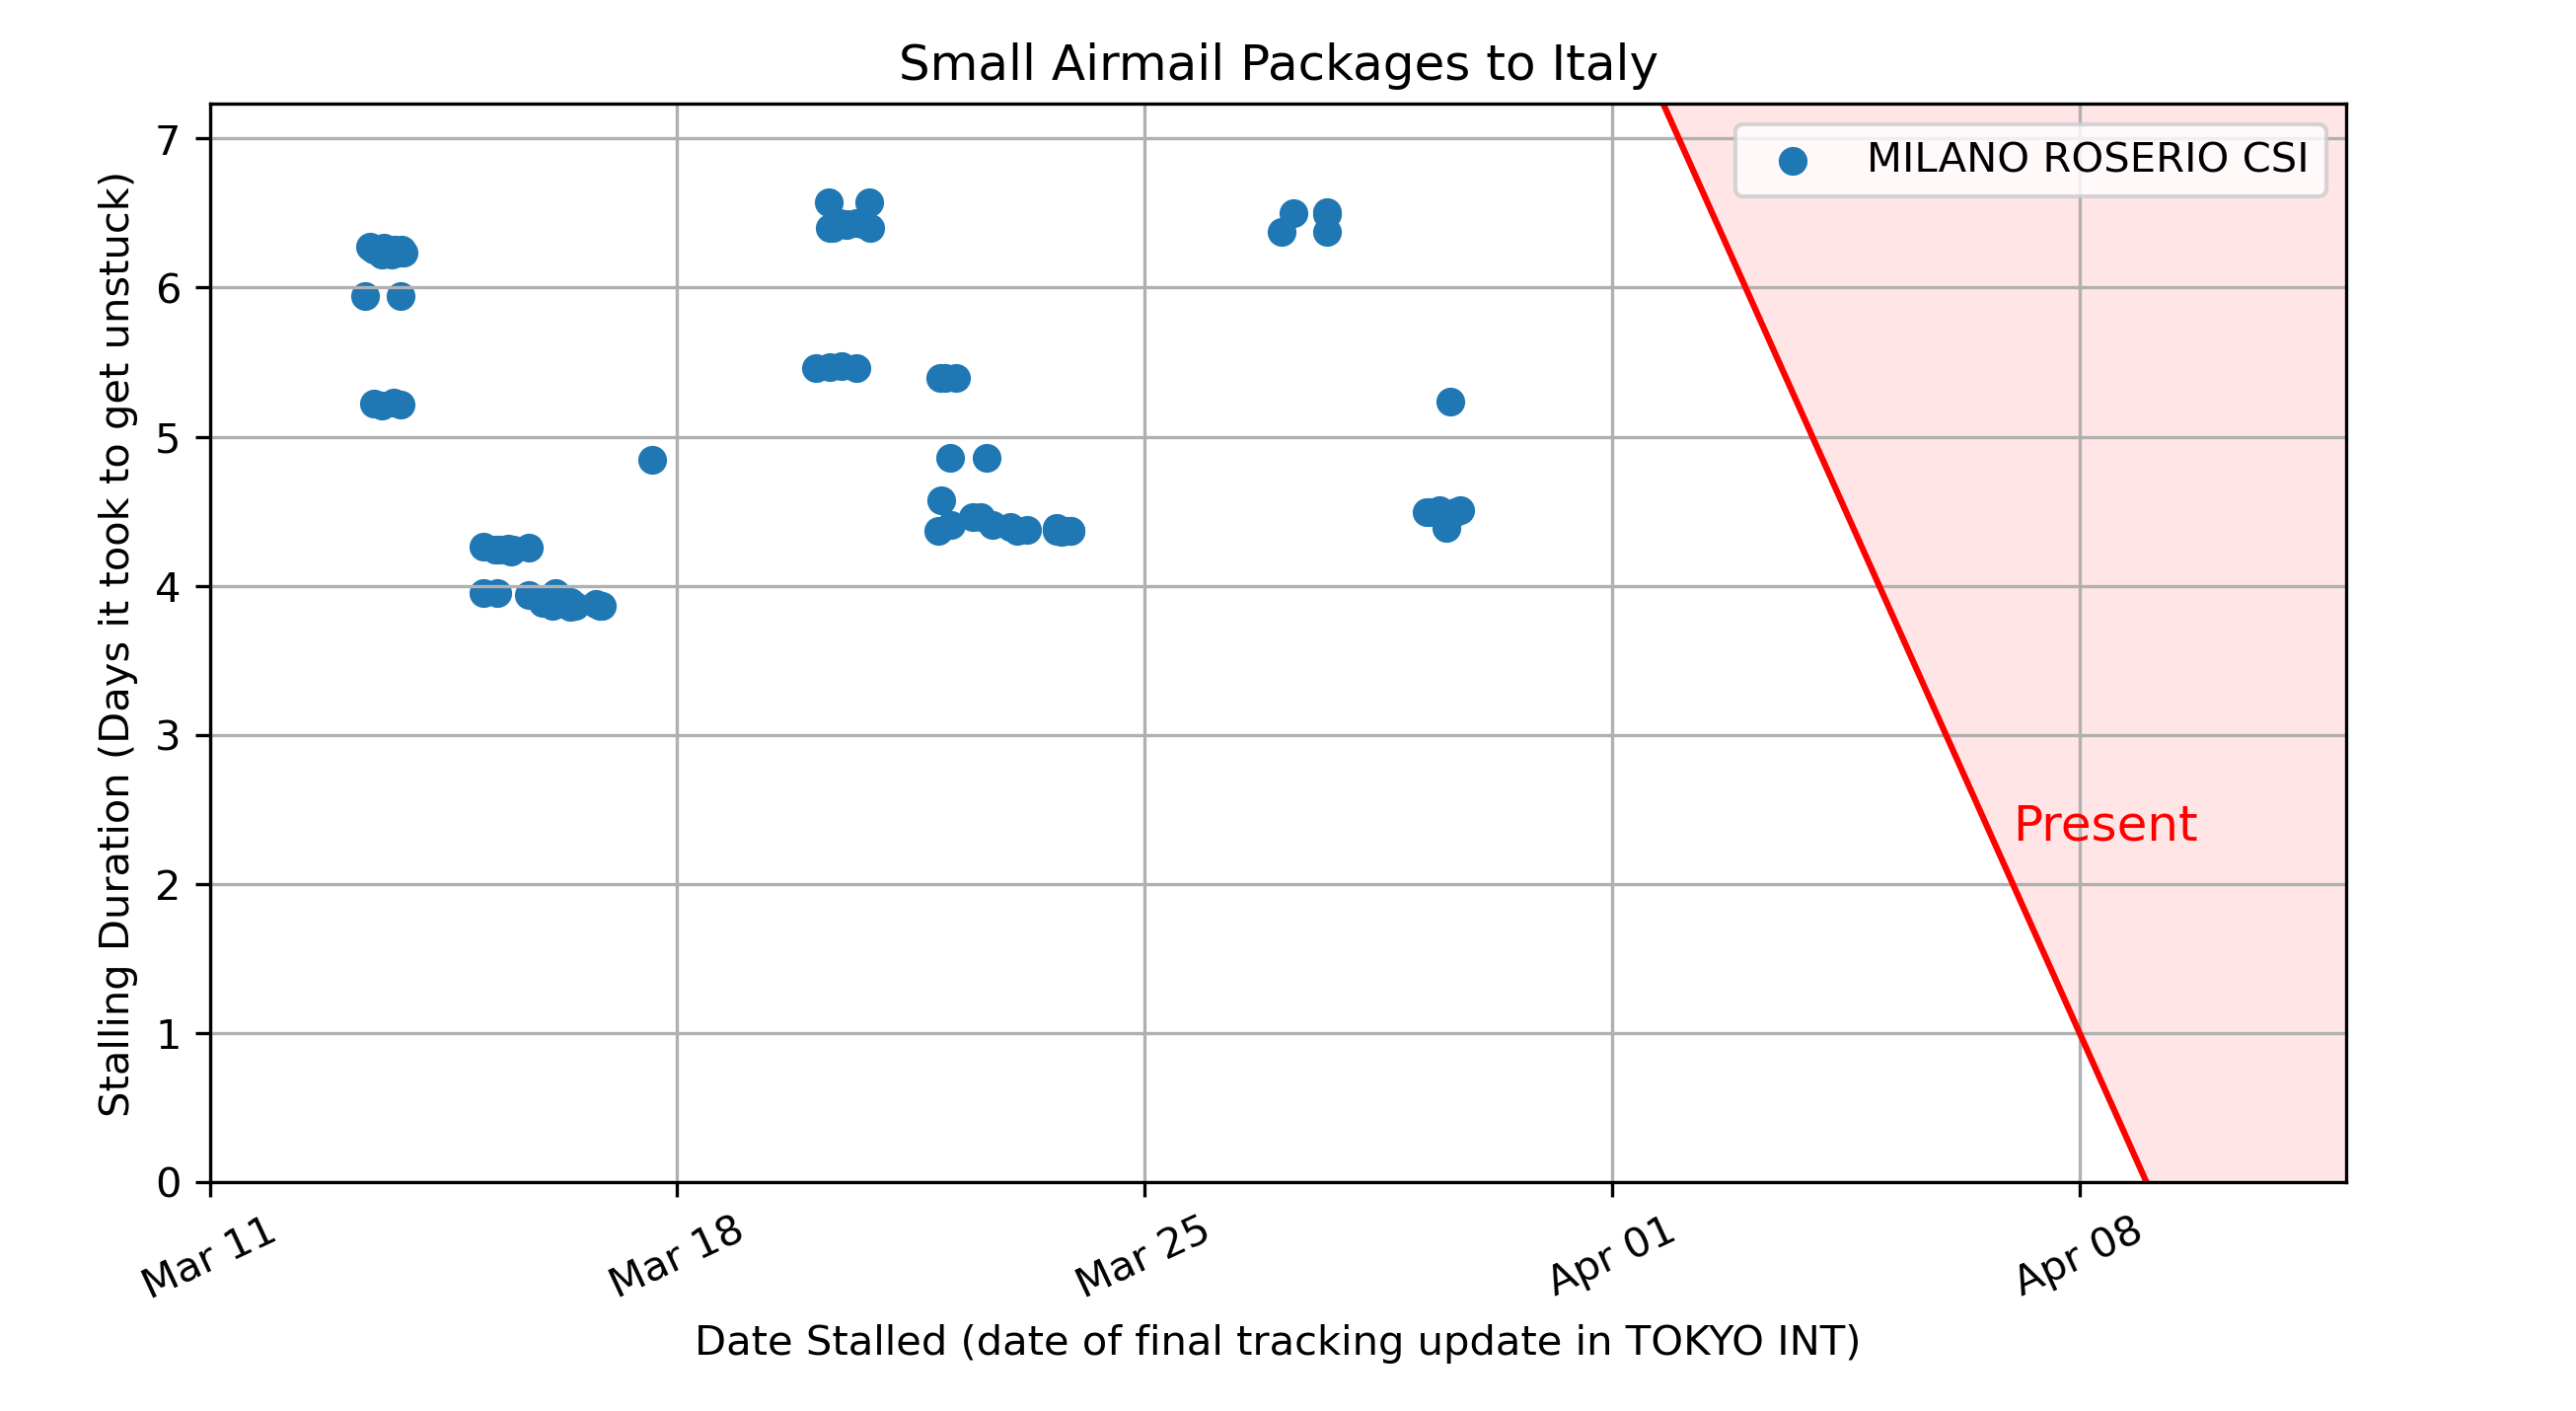 Small Airmail Packages to Italy
MILANO ROSERIO CSI
Stalling Duration (Days it took to get unstuck)
7
6
5
4
3
2
1
0
Present
Mar 11
Mar 18
Mar 25
Apr 01
Apr 08
Date Stalled (date of final tracking update in TOKYO INT)